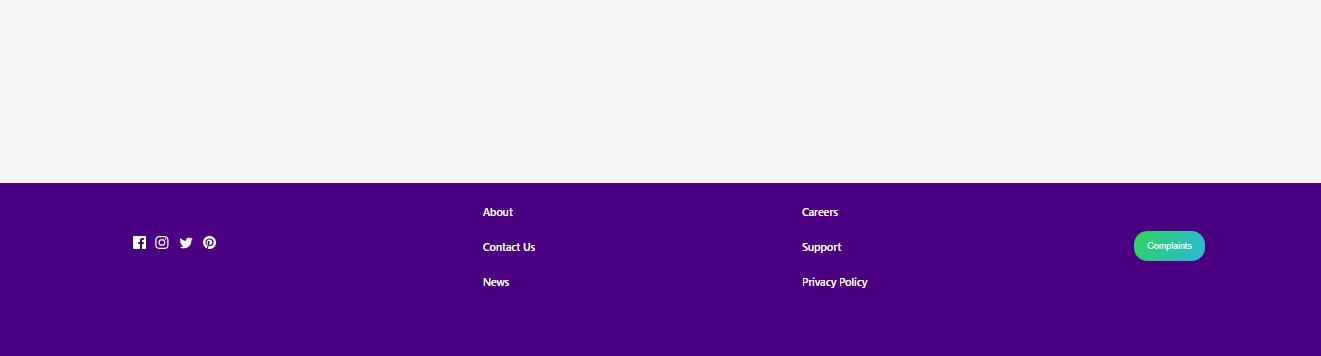 About
Contact Us
News
Careers
Support
Privacy Policy
Complaints